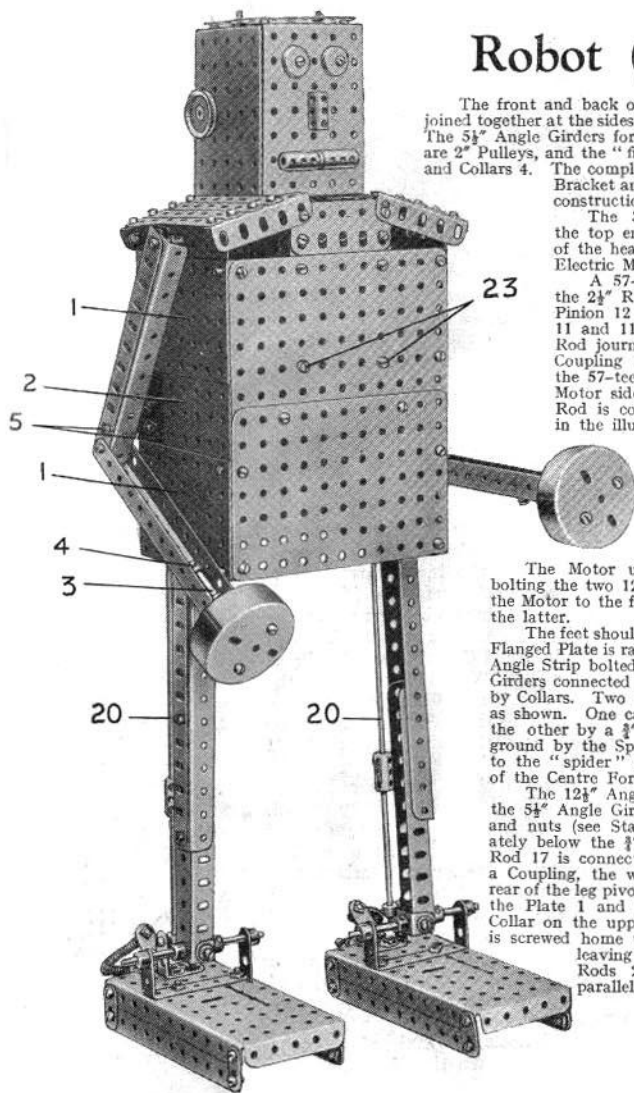 Robot (
The front and back o
joined together at the sides
The 5½″ Angle Girders for
are 2″ Pulleys, and the “ fi
and Collars 4. The compl
Bracket an
constructio
The 3
the top en
of the hea
Electric M
A 57-
the 2½″ R
Pinion 12
11 and 11
Rod journ
Coupling
the 57-tee
Motor side
Rod is co
in the illu
1
23
2
5
1
4
3
The Motor u
bolting the two 12
the Motor to the f
the latter.
The feet shoul
Flanged Plate is ra
Angle Strip bolted
Girders connected
by Collars. Two
as shown. One ca
the other by a ¾″
ground by the Sp
to the “ spider ”
of the Centre For
The 12½″ Ang
the 5½″ Angle Gir
and nuts (see Sta
ately below the ¾″
Rod 17 is connect
a Coupling, the w
rear of the leg pivo
the Plate 1 and
Collar on the upp
is screwed home
leaving
Rods 2
parallel
20
20